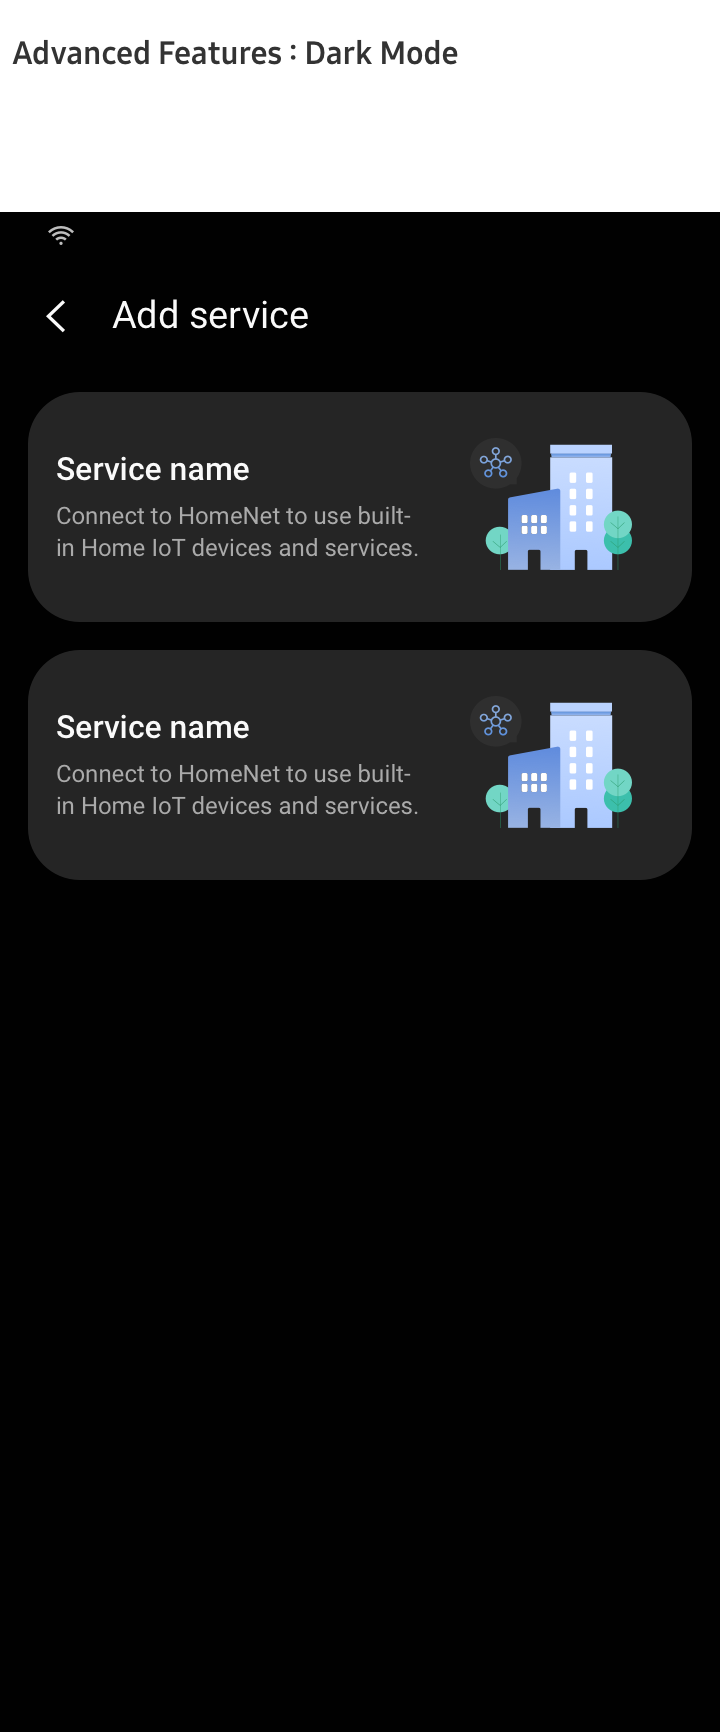 Advanced Features : Dark Mode
Add service
Service name
Connect to HomeNet to use built-
in Home IoT devices and services.
Service name
Connect to HomeNet to use built-
in Home IoT devices and services.